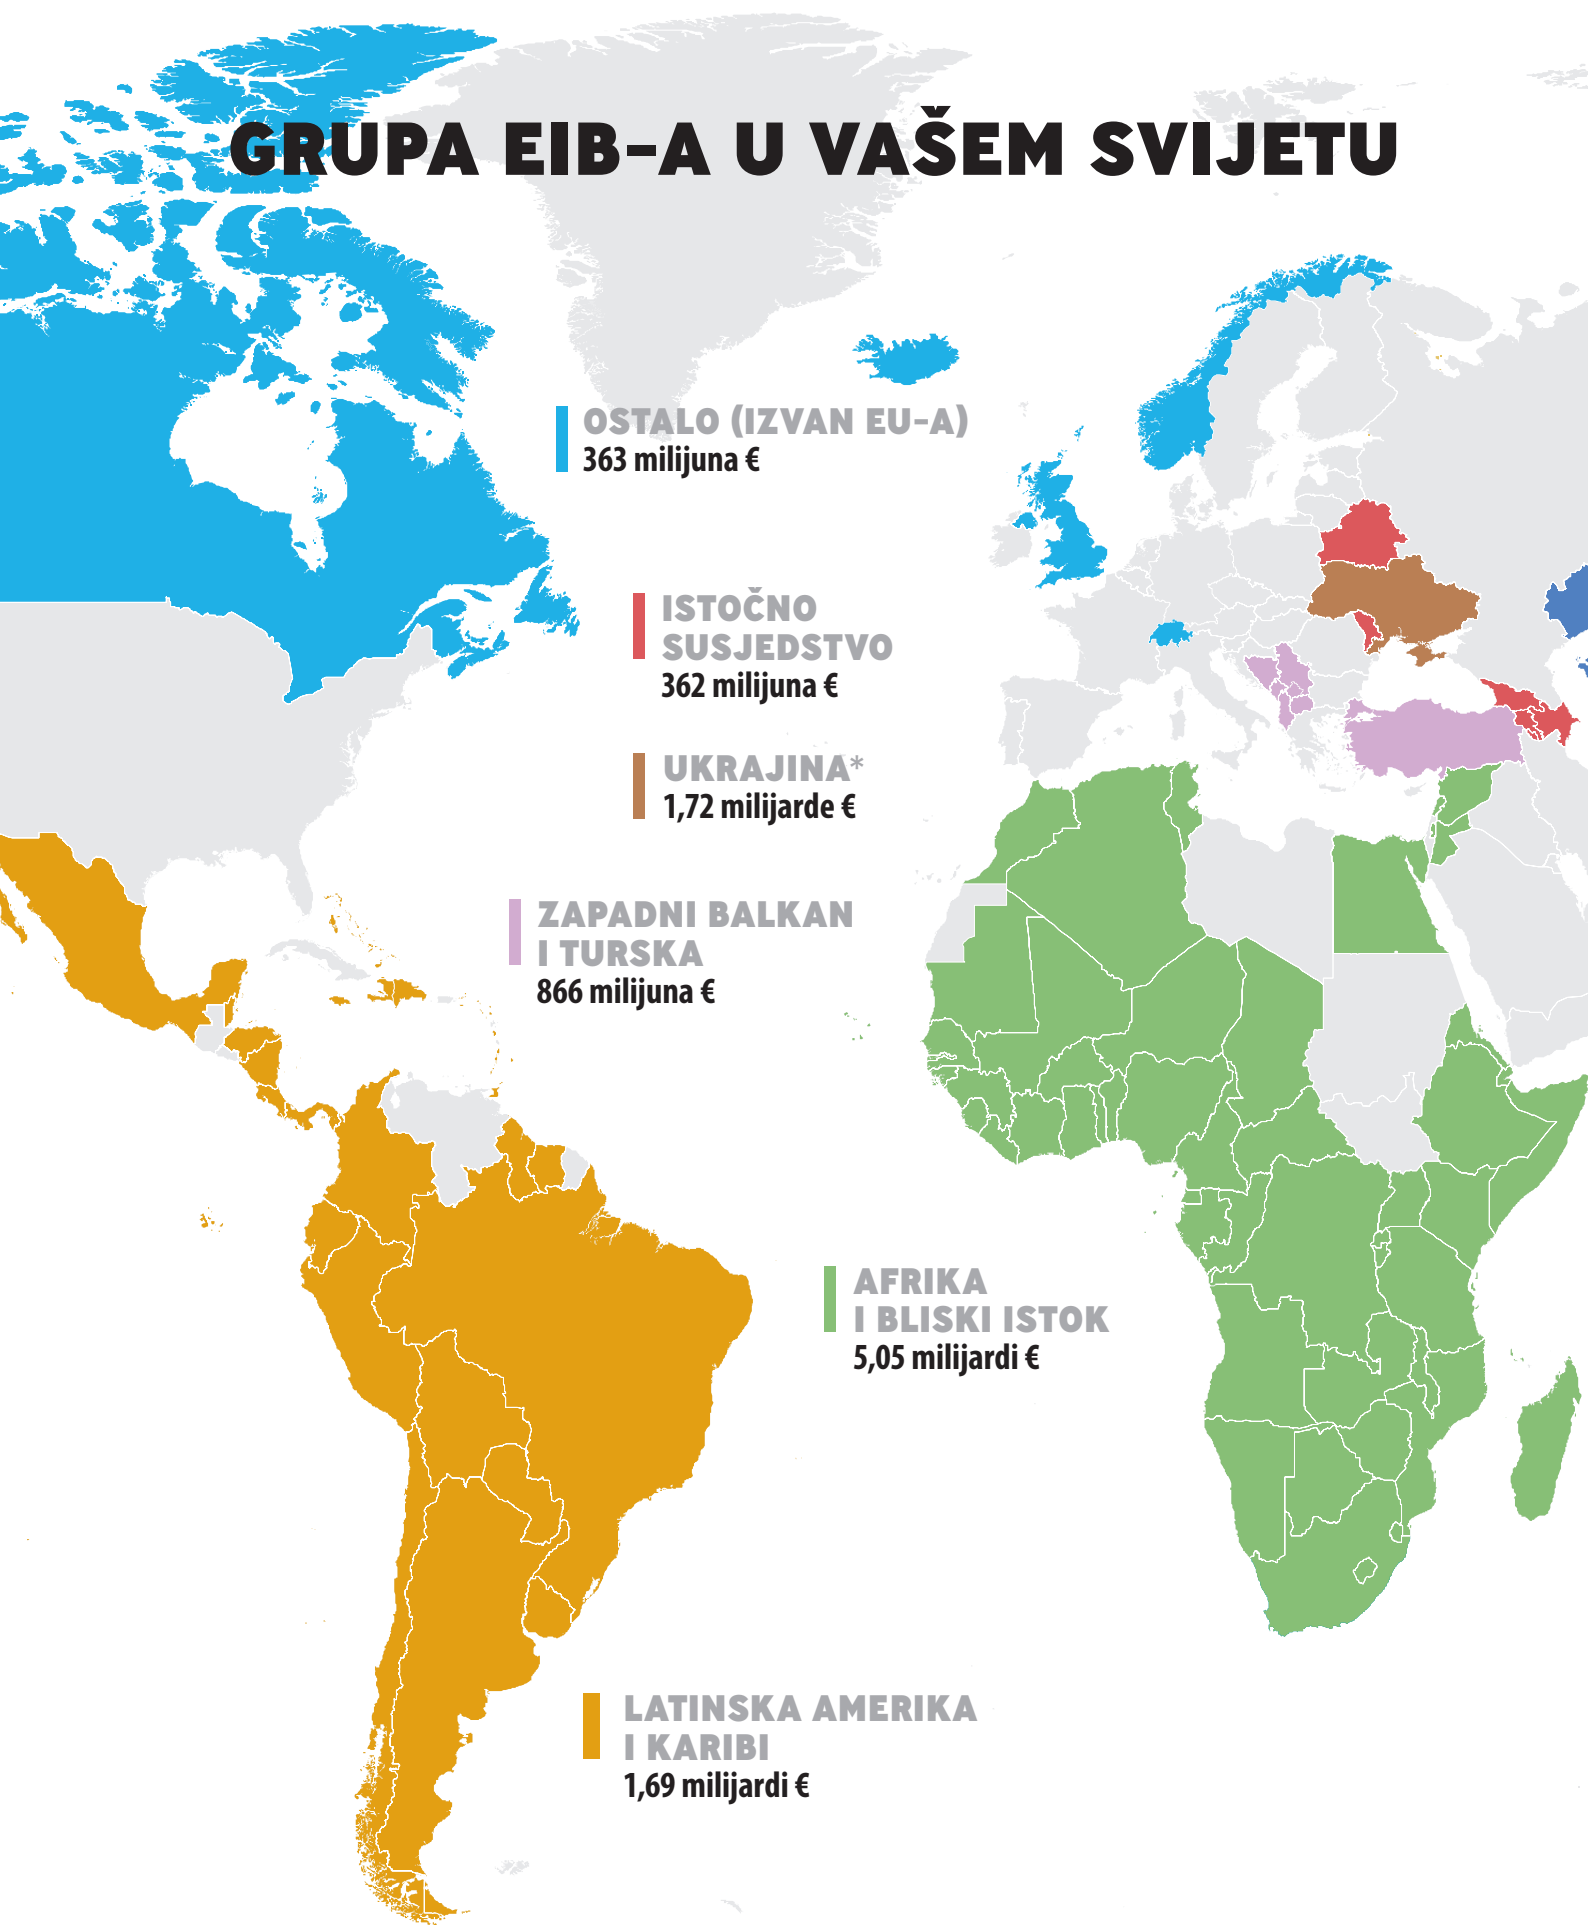 GRUPA EIB-A U VAŠEM SVIJETU
OSTALO (IZVAN EU-A)
363 milijuna €
ISTOČNO
SUSJEDSTVO
362 milijuna €
UKRAJINA*
1,72 milijarde €
ZAPADNI BALKAN
I TURSKA
866 milijuna €
AFRIKA
I BLISKI ISTOK
5,05 milijardi €
LATINSKA AMERIKA
I KARIBI
1,69 milijardi €